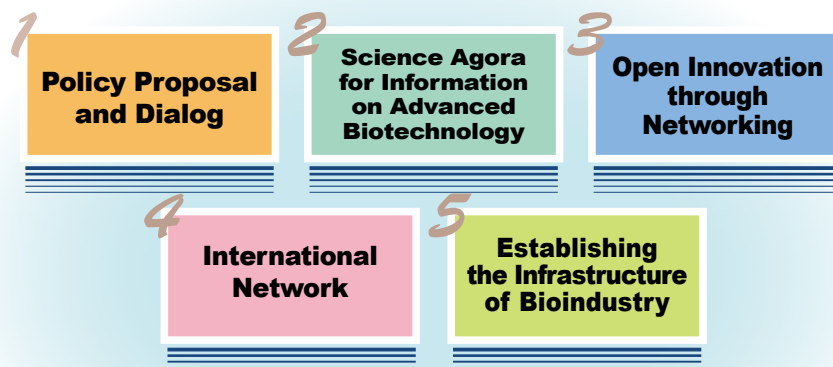 1
Policy Proposal
and Dialog
2
Science Agora
for Information
on Advanced
Biotechnology
3
Open Innovation
through
Networking
4
International
Network
5
Establishing
the Infrastructure
of Bioindustry